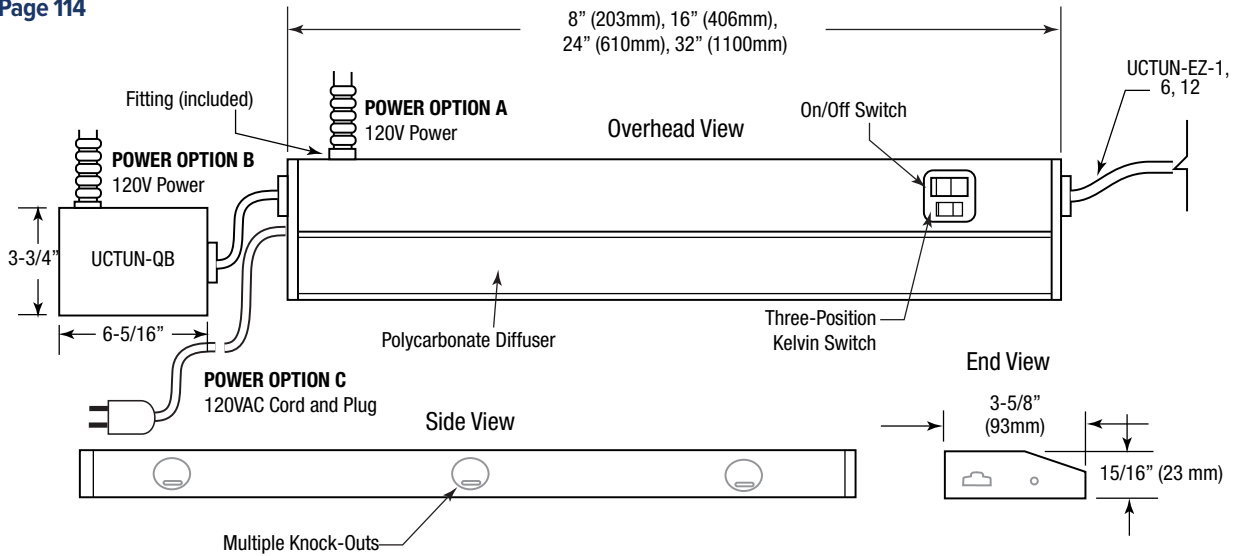 Page 114
8” (203mm), 16” (406mm),
24” (610mm), 32” (1100mm)
UCTUN-EZ-1,
6, 12
Fitting (included)
POWER OPTION A
120V Power
Overhead View
On/Off Switch
POWER OPTION B
120V Power
3-3/4”
UCTUN-QB
6-5/16”
Polycarbonate Diffuser
Three-Position
Kelvin Switch
POWER OPTION C
120VAC Cord and Plug
End View
3-5/8”
(93mm)
Side View
15/16” (23 mm)
Multiple Knock-Outs